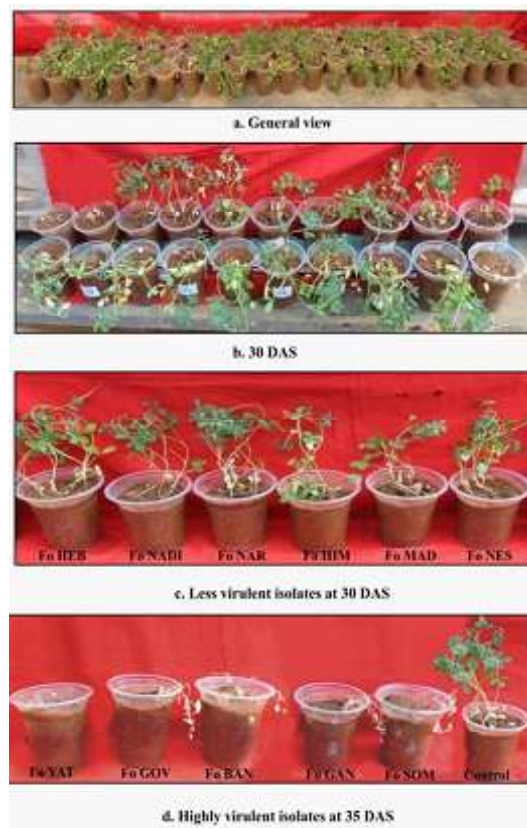 a. General view
b. 30 DAS
Fo HEB Fo NADI Fo NAR Fo HIM Fo MAD Fo NES
c. Less virulent isolates at 30 DAS
Fo YAT Fo GOV Fo BAN Fo GAN Fo SOM Control
d. Highly virulent isolates at 35 DAS